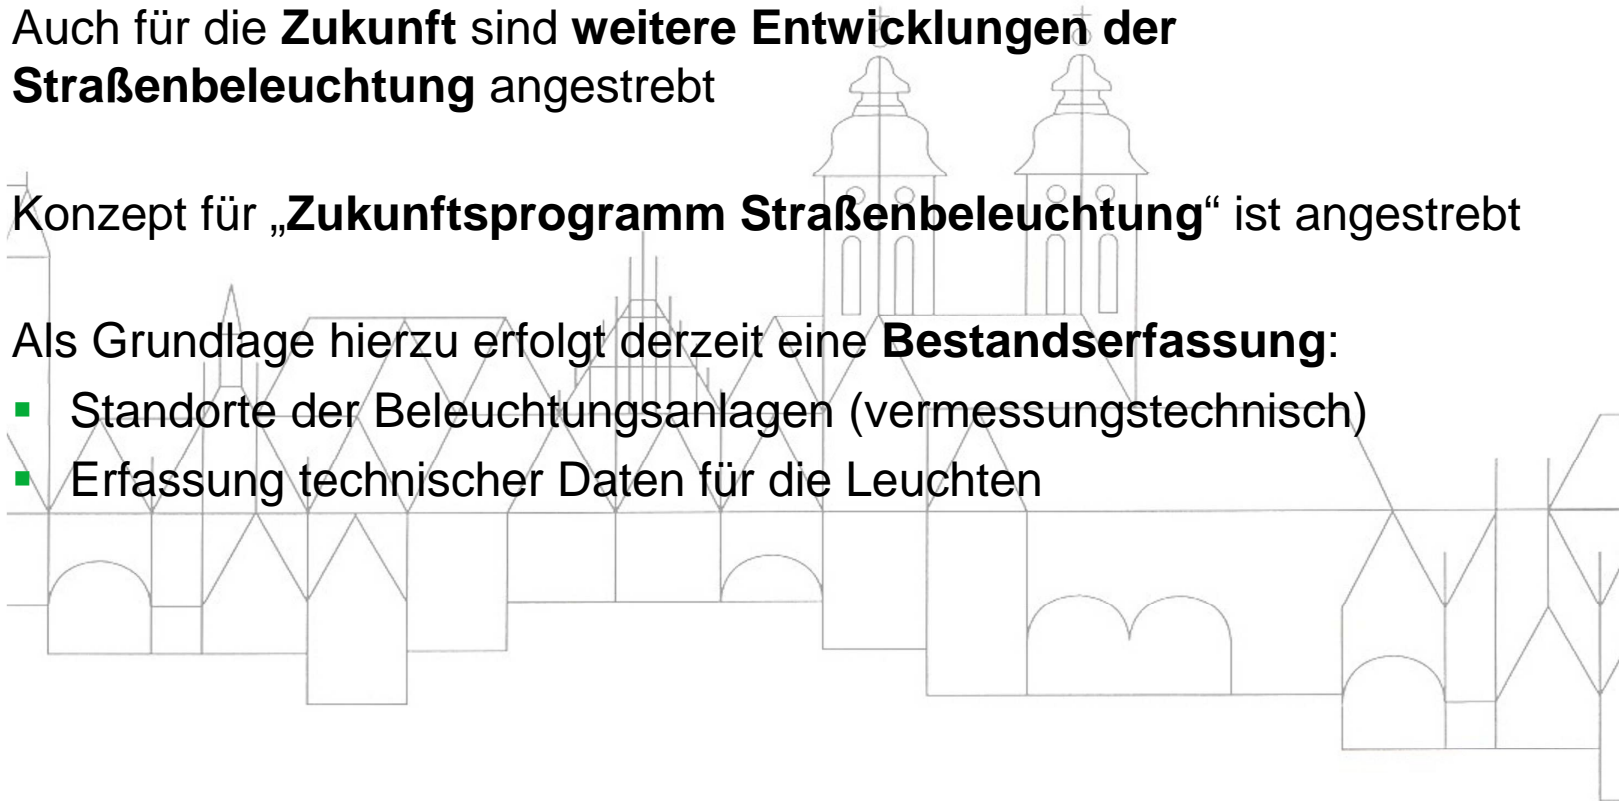 Auch für die Zukunft sind weitere Entwicklungen der
Straßenbeleuchtung angestrebt
Konzept für „Zukunftsprogramm Straßenbeleuchtung“ ist angestrebt
Als Grundlage hierzu erfolgt derzeit eine Bestandserfassung:
▪ Standorte der Beleuchtungsanlagen (vermessungstechnisch)
▪ Erfassung technischer Daten für die Leuchten